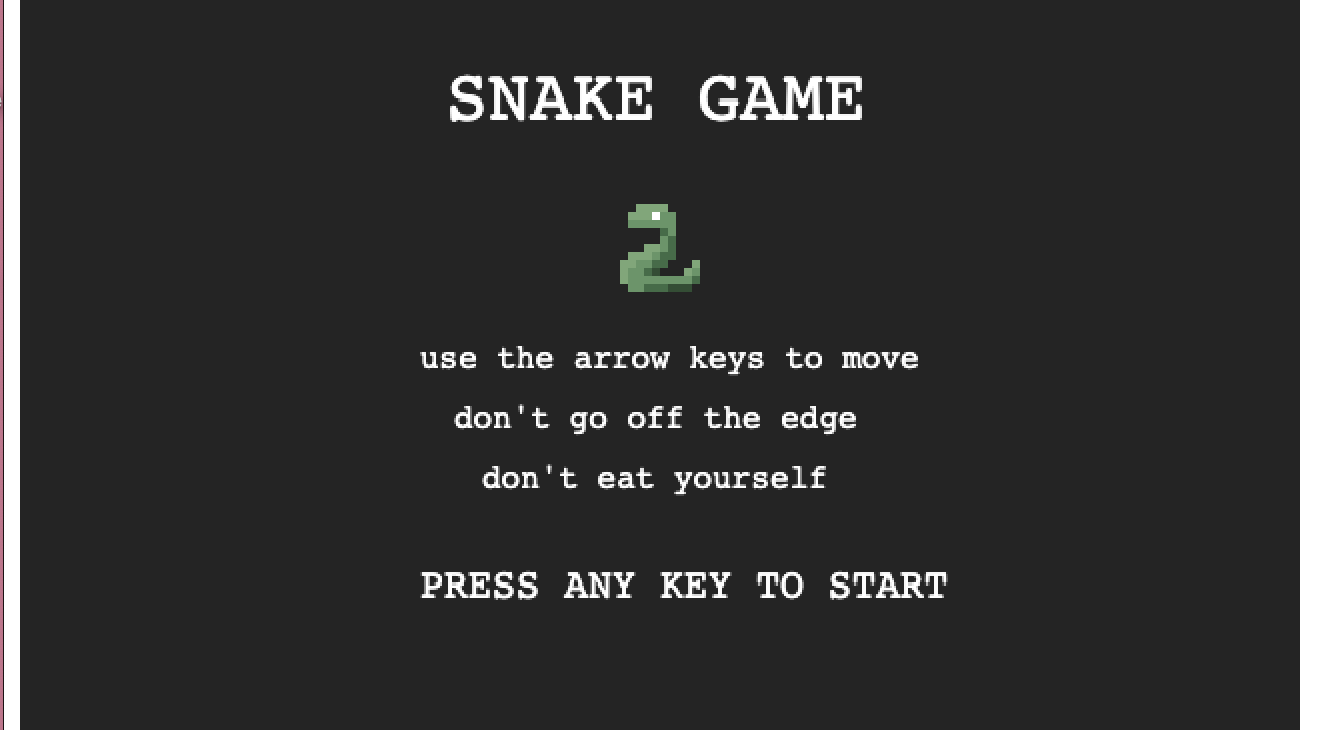 SNAKE GAME
use the arrow keys to move
don't go off the edge
don't eat yourself
PRESS ANY KEY TO START